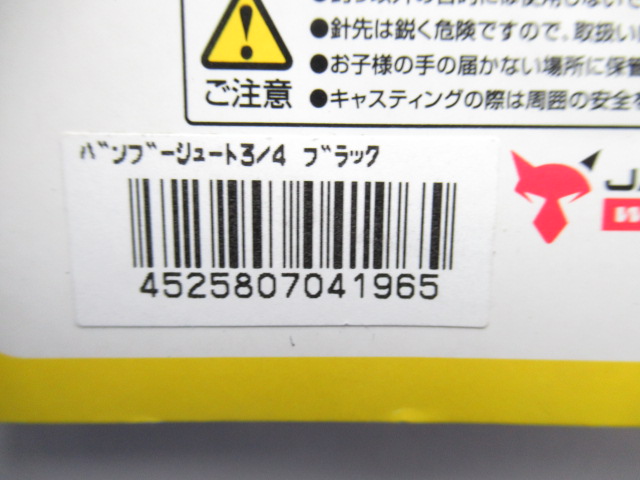 ●針先は鋭く危険ですので、取扱い
●お子様の手の届かない場所に保管
●キャスティングの際は周囲の安全を
ご注意
バンブーシュート3/4 ブラック
4525807041965